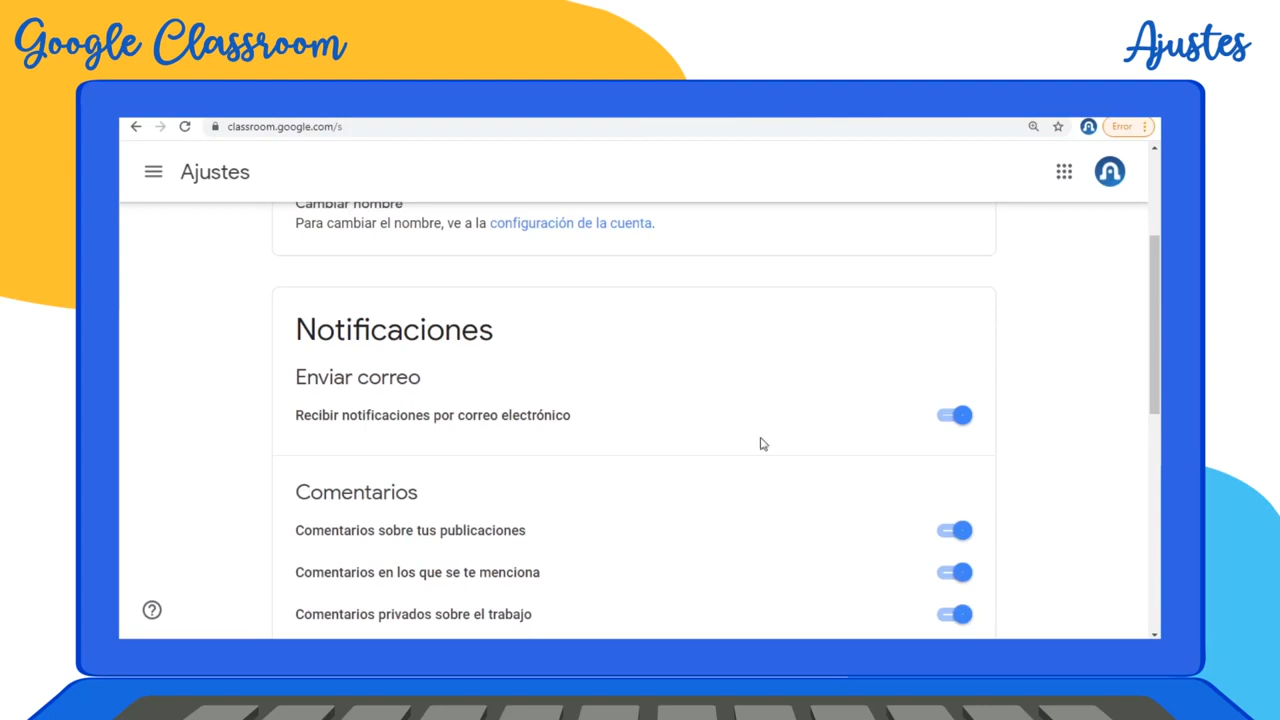 Google Classroom
Ajustes
classroom.google.com/s
Error
Ajustes
Cambiar nombre
Para cambiar el nombre, ve a la configuración de la cuenta.
Notificaciones
Enviar correo
Recibir notificaciones por correo electrónico
Comentarios
Comentarios sobre tus publicaciones
Comentarios en los que se te menciona
Comentarios privados sobre el trabajo